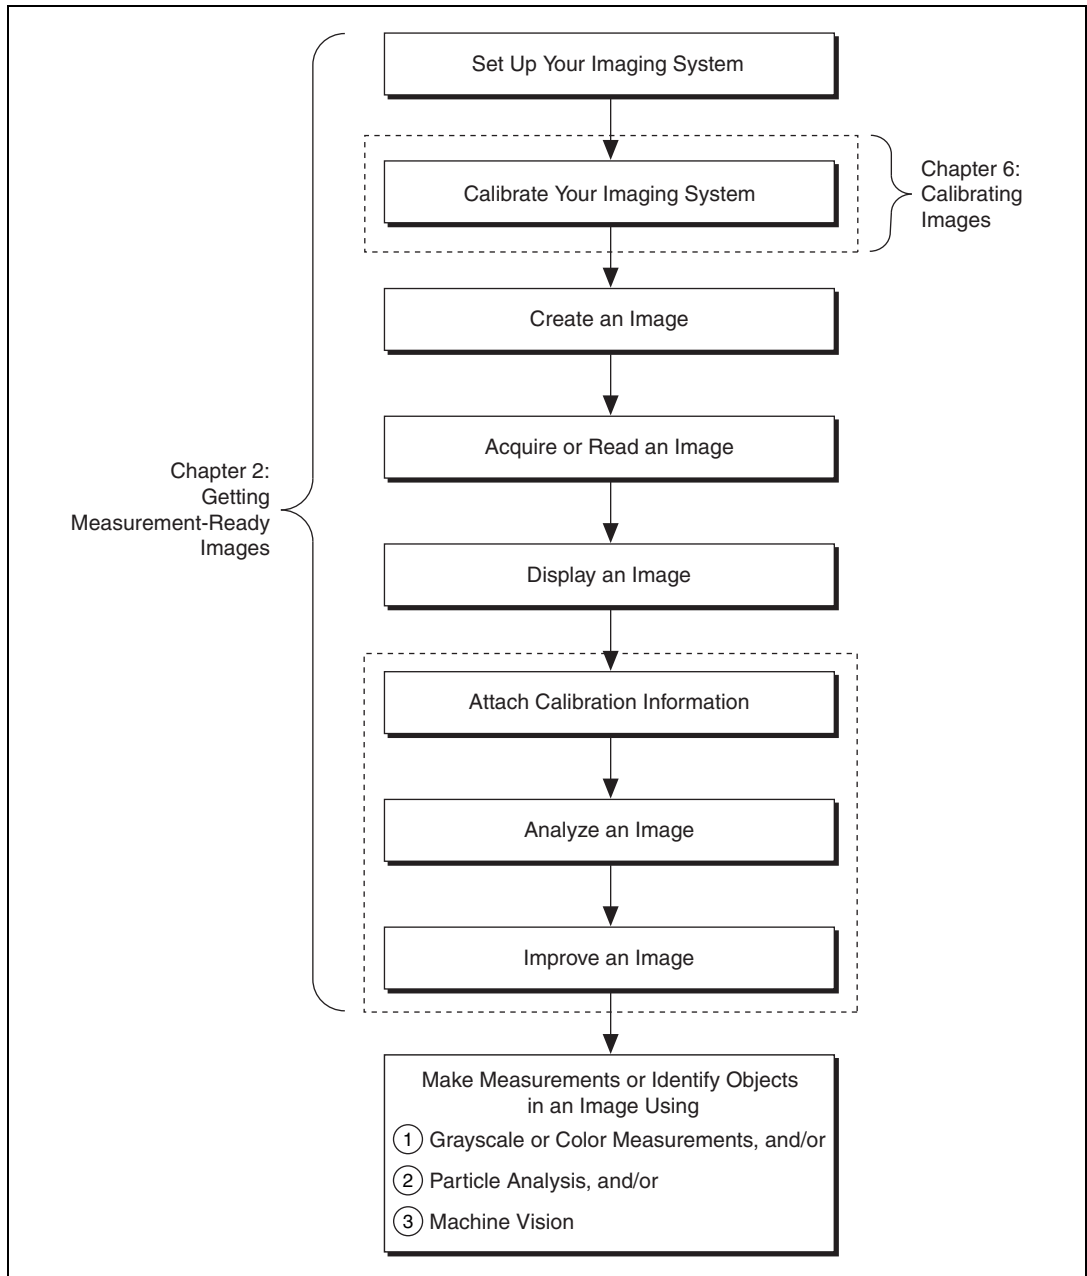 Set Up Your Imaging System
Calibrate Your Imaging System
Chapter 6:
Calibrating
Images
Create an Image
Acquire or Read an Image
Chapter 2:
Getting
Measurement-Ready
Images
Display an Image
Attach Calibration Information
Analyze an Image
Improve an Image
Make Measurements or Identify Objects
in an Image Using
1 Grayscale or Color Measurements, and/or
2 Particle Analysis, and/or
3 Machine Vision